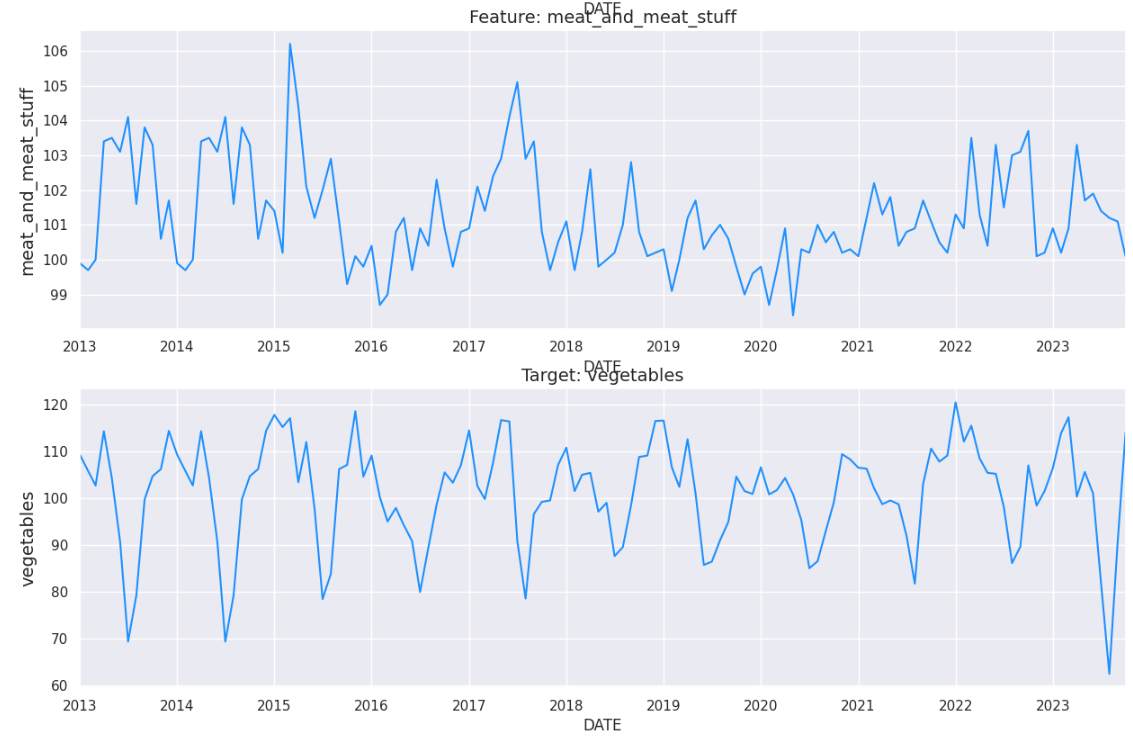 DATE
Feature: meat_and_meat_stuff
meat_and_meat_stuff
106
105
104
103
102
101
100
99
2013 2014 2015 2016 2017 2018 2019 2020 2021 2022 2023
DATE
Target: vegetables
vegetables
120
110
100
90
80
70
60
2013 2014 2015 2016 2017 2018 2019 2020 2021 2022 2023
DATE